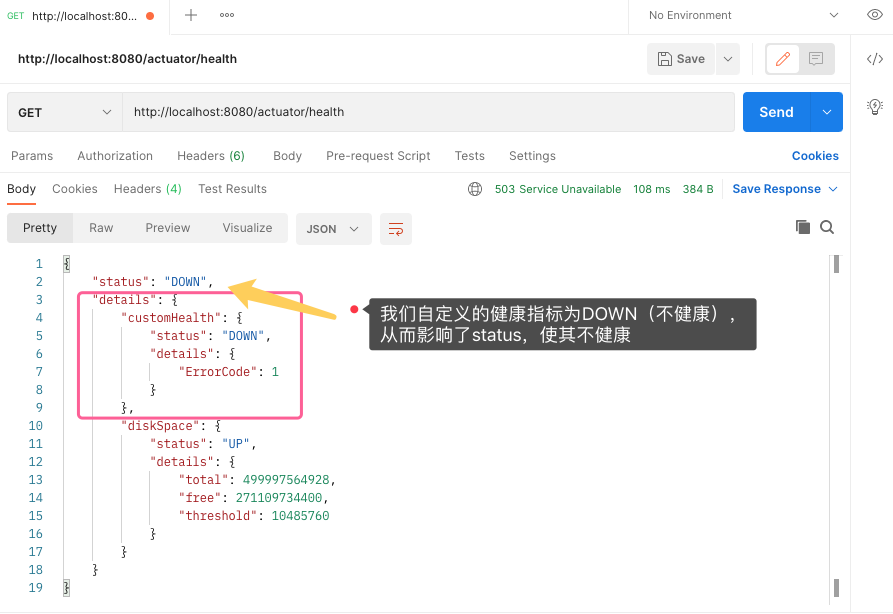 GET http://localhost:80... No Environment
http://localhost:8080/actuator/health Save
GET http://localhost:8080/actuator/health Send
Params Authorization Headers (6) Body Pre-request Script Tests Settings Cookies
Body Cookies Headers (4) Test Results 503 Service Unavailable 108 ms 384 B Save Response
Pretty Raw Preview Visualize JSON
1 {
2 "status": "DOWN",
3 "details": {
4 "customHealth": {
5 "status": "DOWN",
6 "details": {
7 "ErrorCode": 1
8 }
9 },
10 "diskSpace": {
11 "status": "UP",
12 "details": {
13 "total": 499997564928,
14 "free": 271109734400,
15 "threshold": 10485760
16 }
17 }
18 }
19 }
我们自定义的健康指标为DOWN（不健康），
从而影响了status，使其不健康